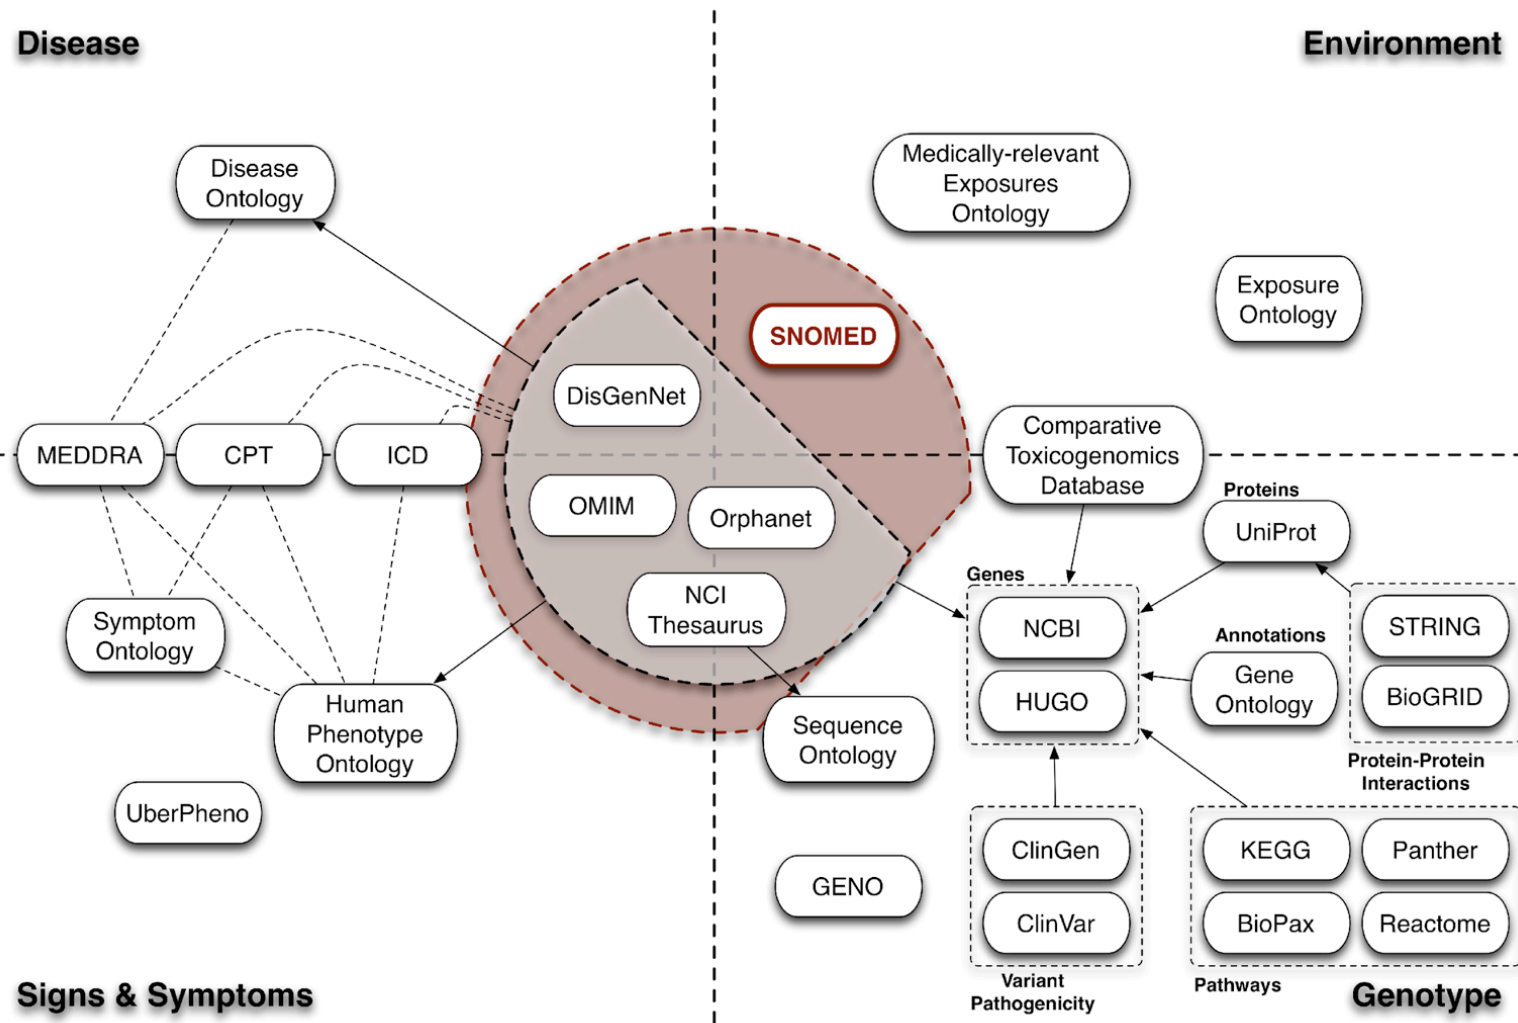 Disease
Environment
Disease
Ontology
Medically-relevant
Exposures
Ontology
Exposure
Ontology
SNOMED
DisGenNet
MEDDRA
CPT
ICD
Comparative
Toxicogenomics
Database
OMIM
Orphanet
Proteins
UniProt
NCI
Thesaurus
Genes
NCBI
HUGO
STRING
BioGRID
Protein-Protein
Interactions
Annotations
Gene
Ontology
Symptom
Ontology
Human
Phenotype
Ontology
Sequence
Ontology
UberPheno
GENO
ClinGen
ClinVar
Variant
Pathogenicity
KEGG
Panther
BioPax
Reactome
Pathways
Signs & Symptoms
Genotype